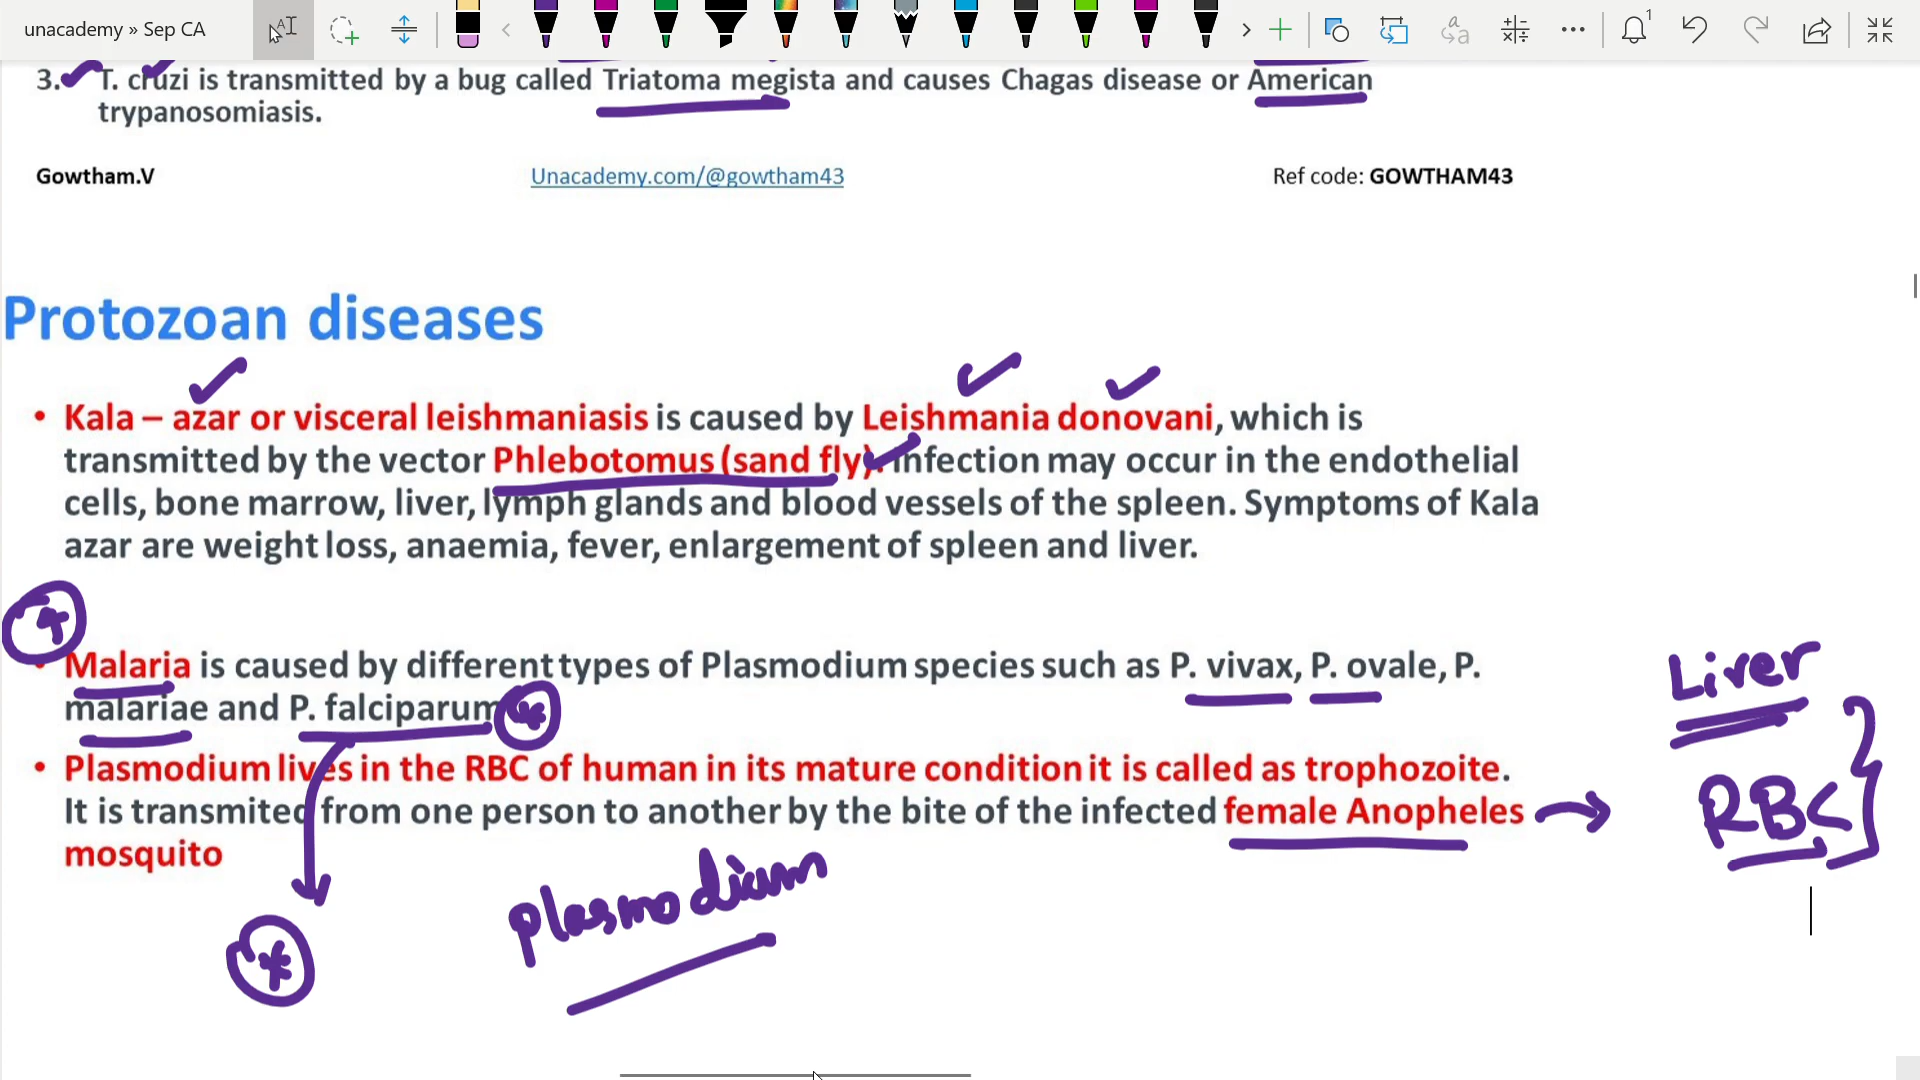 unacademy » Sep CA
1
3. T. cruzi is transmitted by a bug called Triatoma megista and causes Chagas disease or American
trypanosomiasis.
Gowtham.V Unacademy.com/@gowtham43 Ref code: GOWTHAM43
Protozoan diseases
• Kala – azar or visceral leishmaniasis is caused by Leishmania donovani, which is
transmitted by the vector Phlebotomus (sand fly). Infection may occur in the endothelial
cells, bone marrow, liver, lymph glands and blood vessels of the spleen. Symptoms of Kala
azar are weight loss, anaemia, fever, enlargement of spleen and liver.
• Malaria is caused by different types of Plasmodium species such as P. vivax, P. ovale, P.
malariae and P. falciparum
Liver
• Plasmodium lives in the RBC of human in its mature condition it is called as trophozoite.
It is transmited from one person to another by the bite of the infected female Anopheles
mosquito
RBC
plasmodium